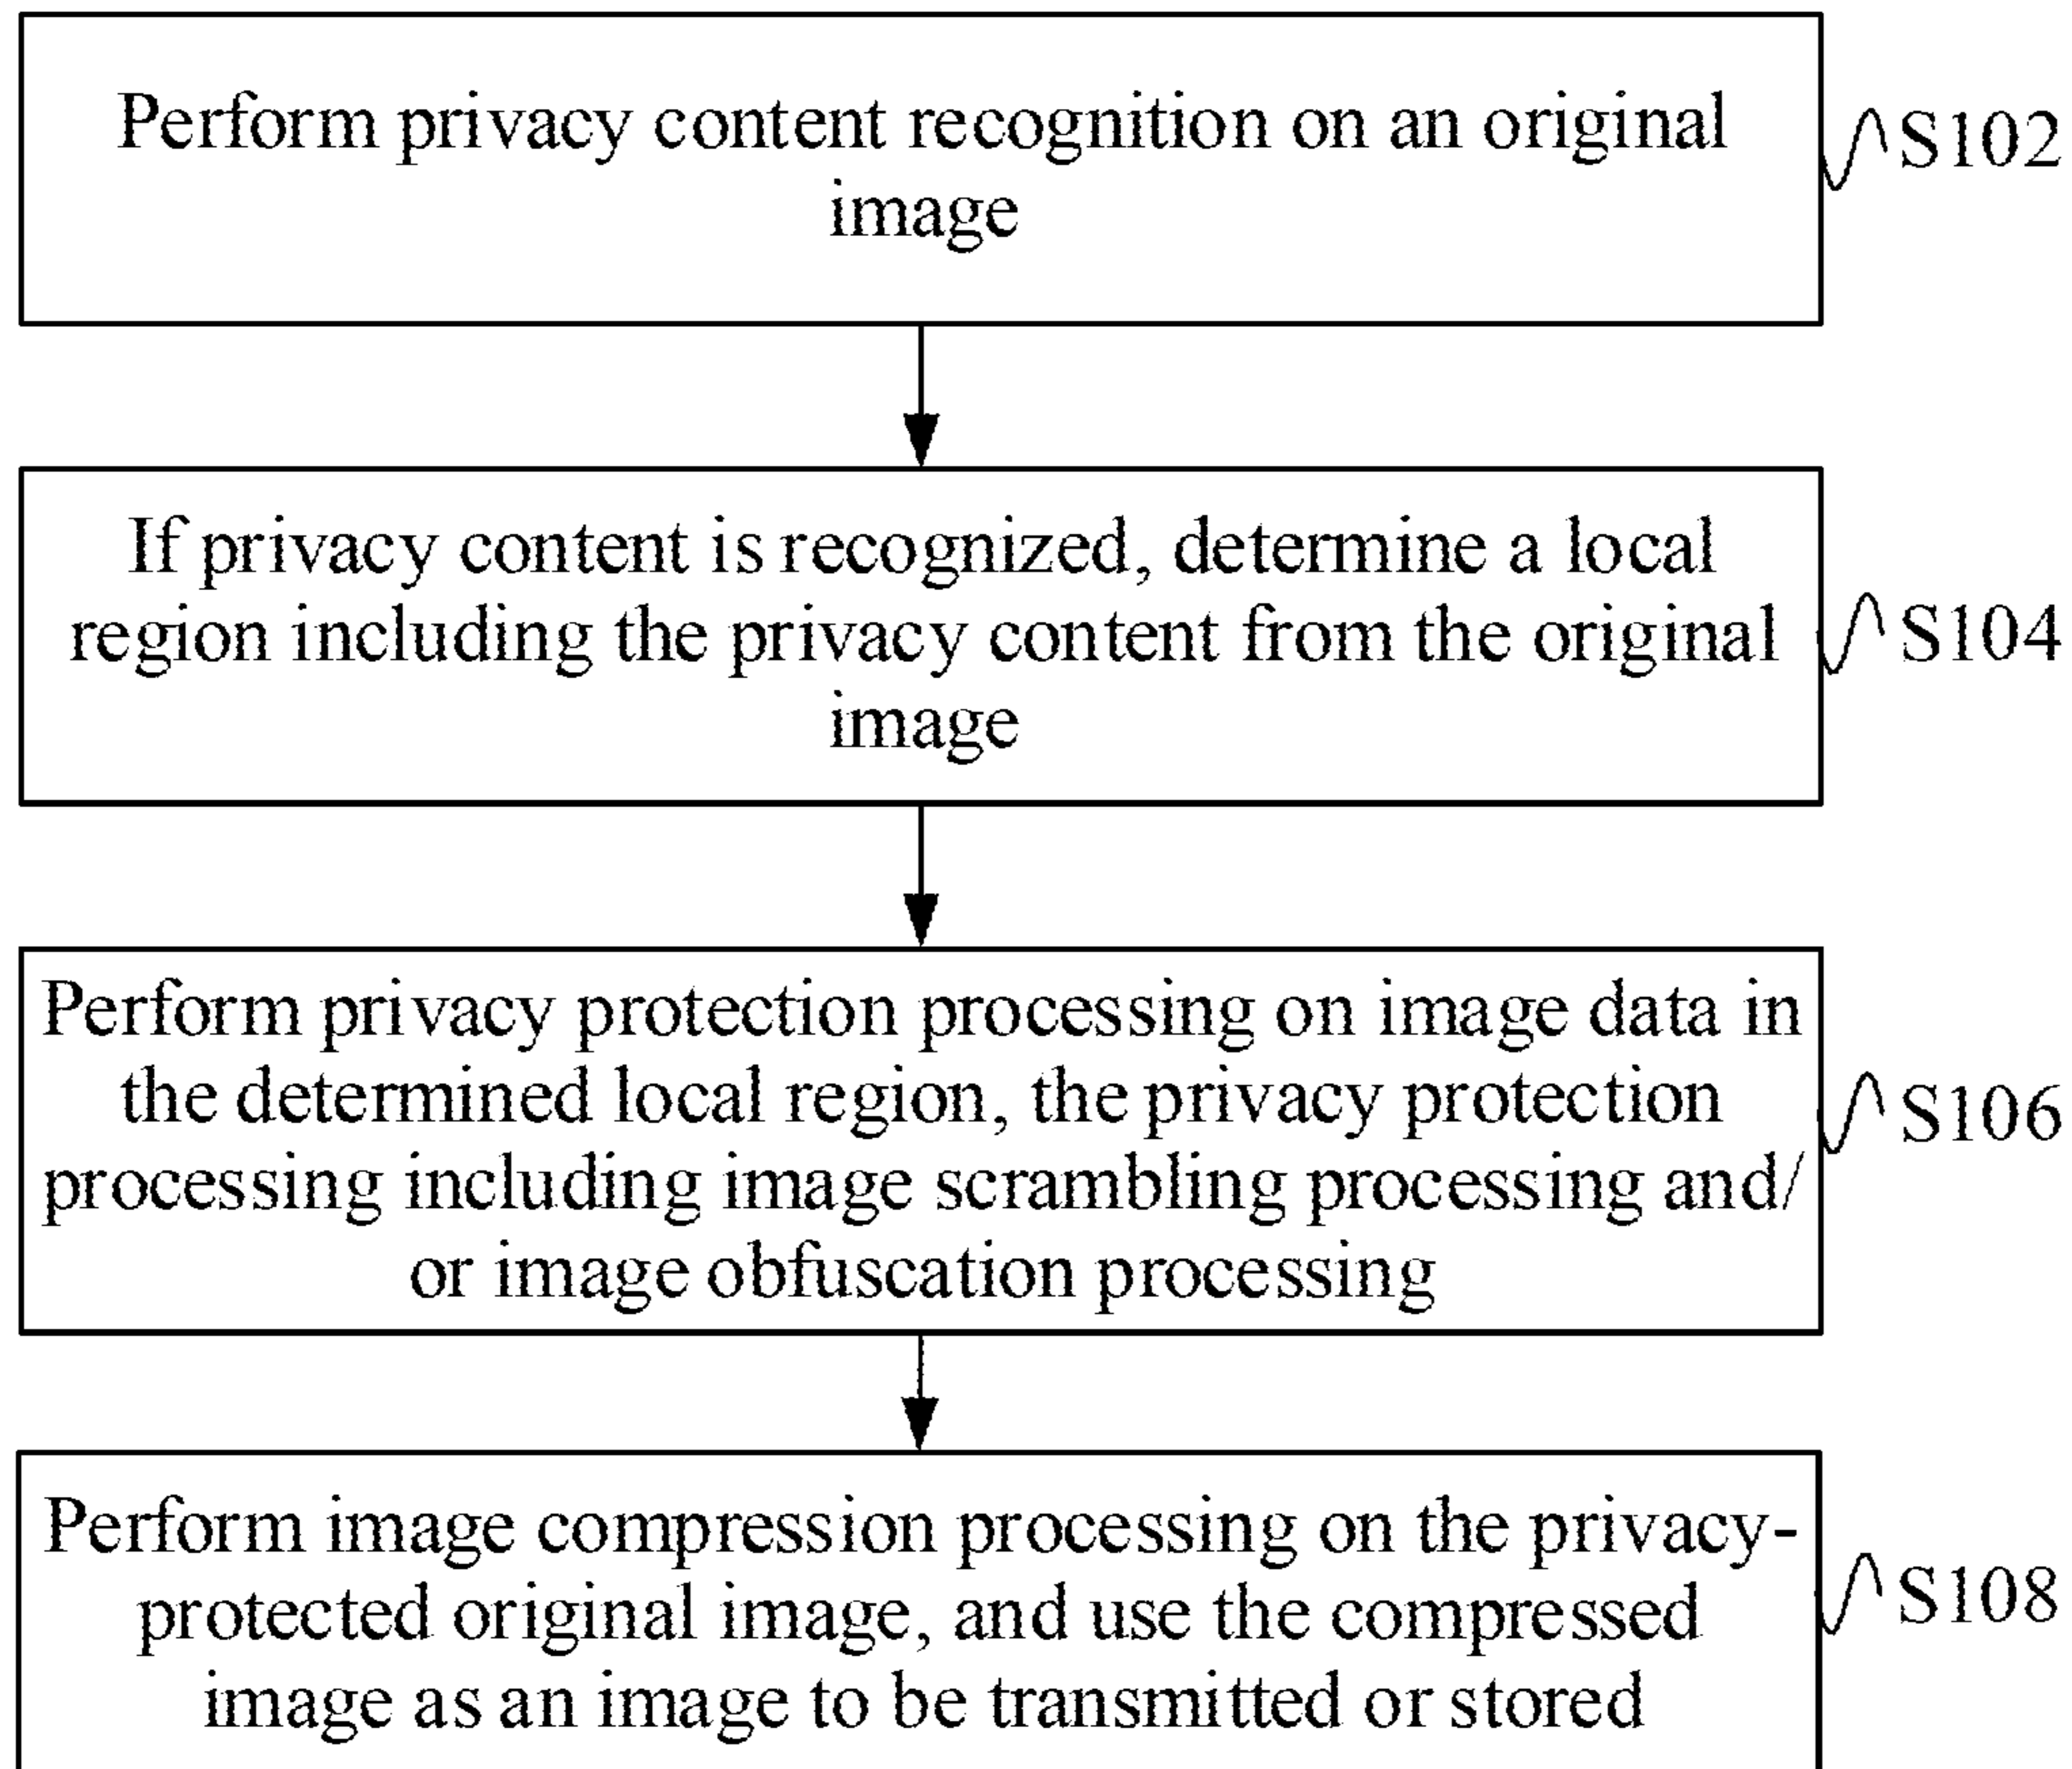 Perform privacy content recognition on an original
image
S102
If privacy content is recognized, determine a local
region including the privacy content from the original
image
S104
Perform privacy protection processing on image data in
the determined local region, the privacy protection
processing including image scrambling processing and/
or image obfuscation processing
S106
Perform image compression processing on the privacy-
protected original image, and use the compressed
image as an image to be transmitted or stored
S108